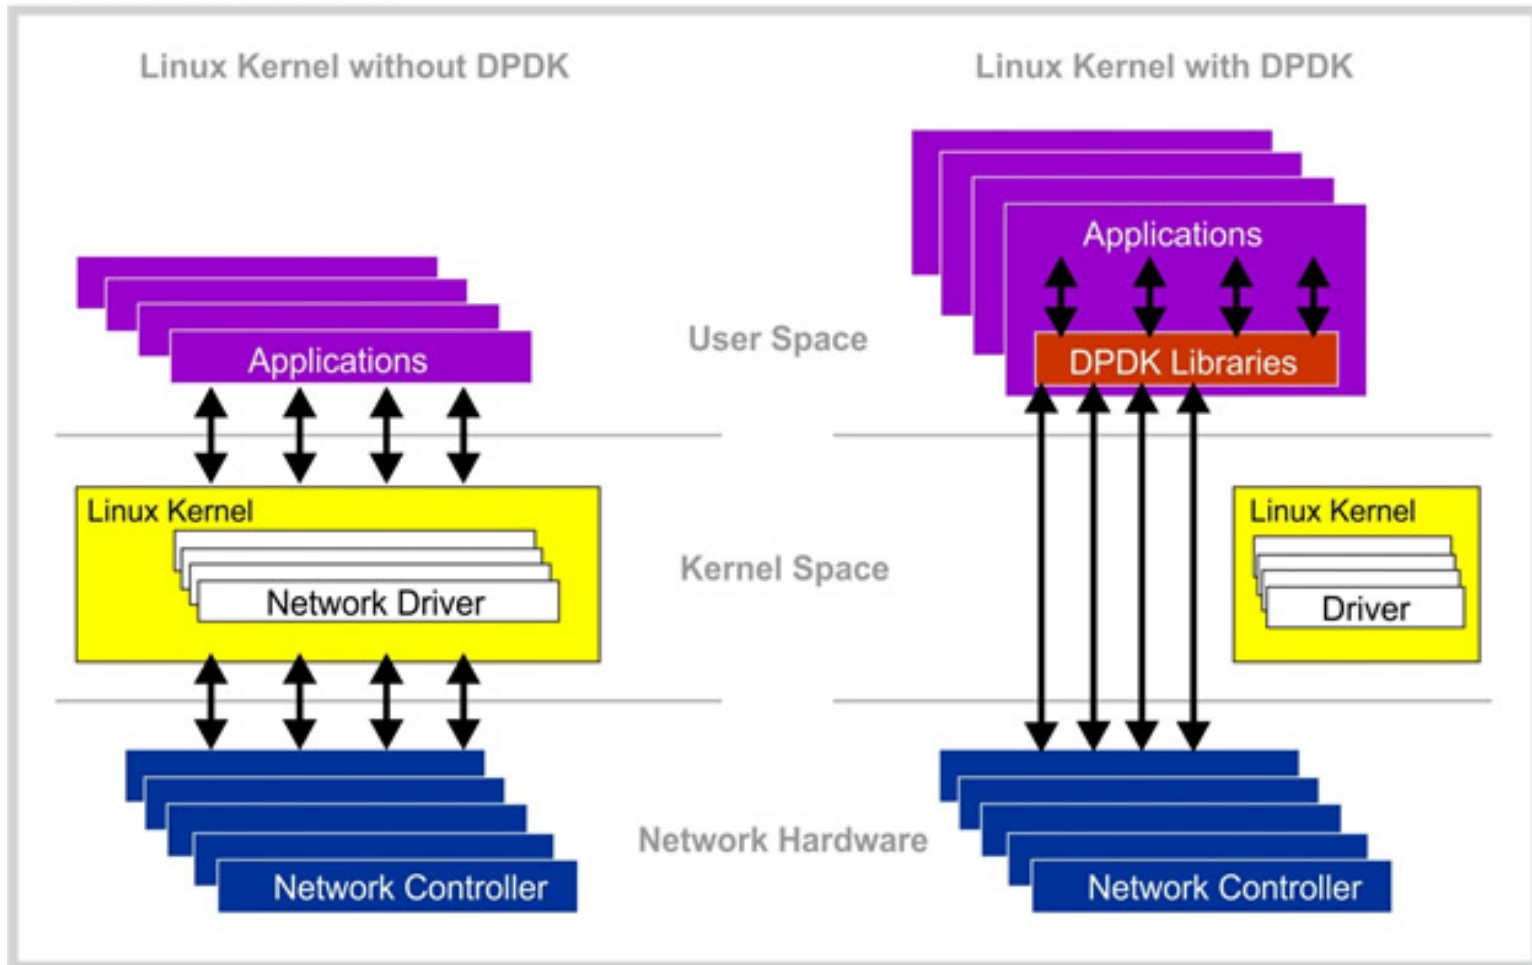 Linux Kernel without DPDK
Linux Kernel with DPDK
Applications
User Space
Applications
DPDK Libraries
Linux Kernel
Network Driver
Kernel Space
Linux Kernel
Driver
Network Hardware
Network Controller
Network Controller